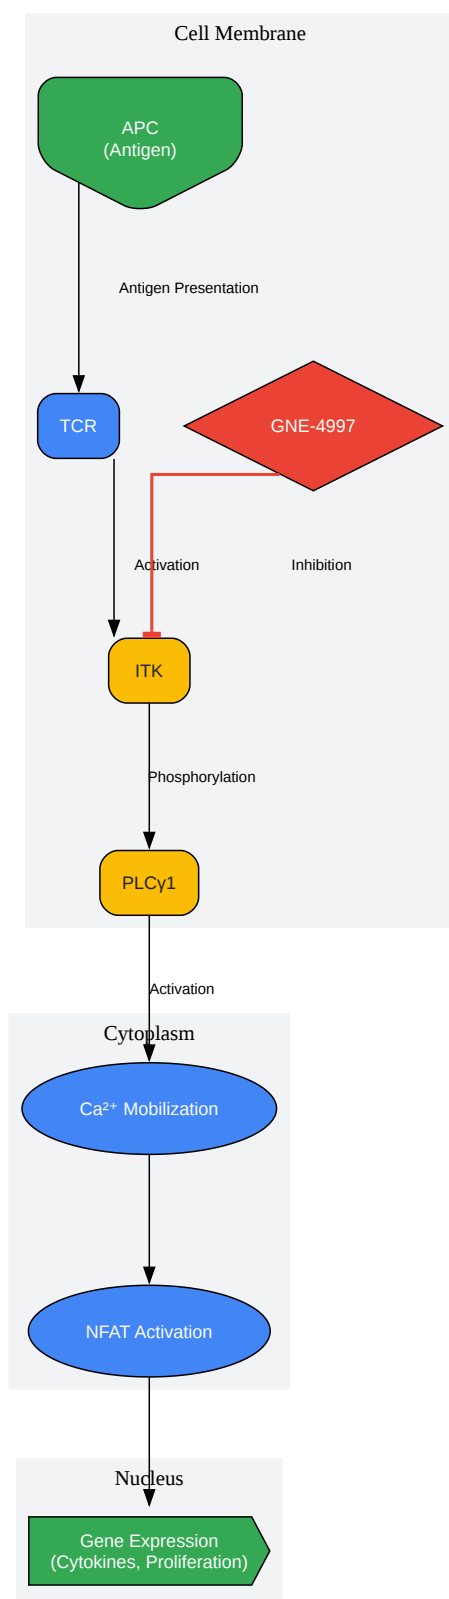 Cell Membrane
APC
(Antigen)
Antigen Presentation
TCR
GNE-4997
Activation
Inhibition
ITK
Phosphorylation
PLCγ1
Activation
Cytoplasm
Ca²⁺ Mobilization
NFAT Activation
Nucleus
Gene Expression
(Cytokines, Proliferation)